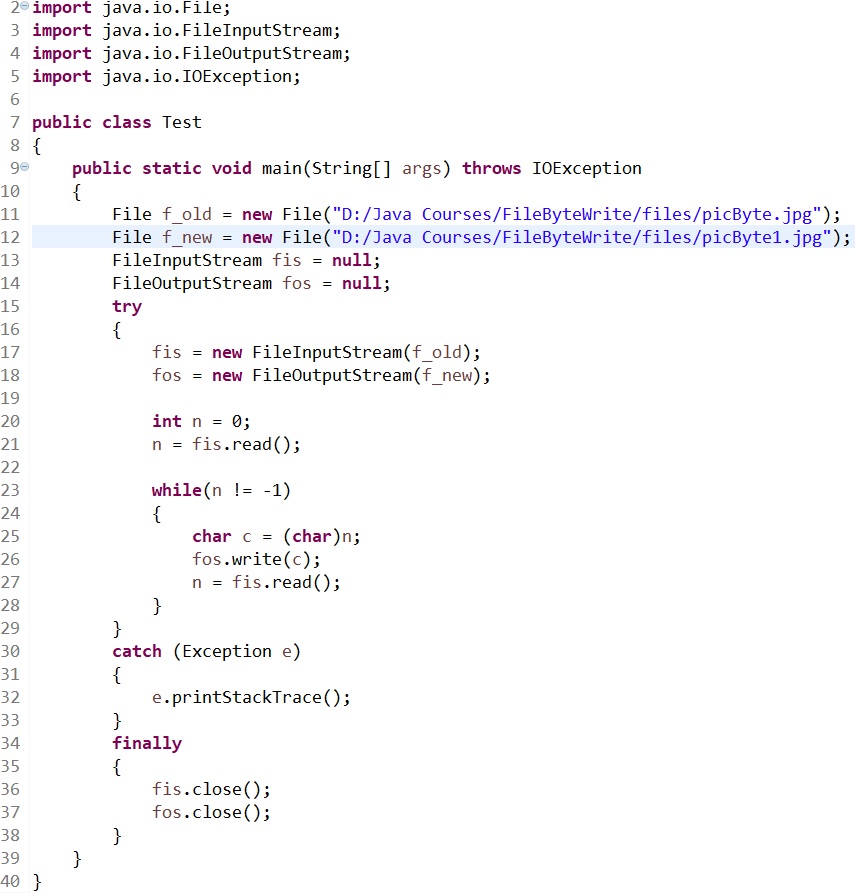 2 import java.io.File;
3 import java.io.FileInputStream;
4 import java.io.FileOutputStream;
5 import java.io.IOException;
6
7 public class Test
8 {
9     public static void main(String[] args) throws IOException
10     {
11         File f_old = new File("D:/Java Courses/FileByteWrite/files/picByte.jpg");
12         File f_new = new File("D:/Java Courses/FileByteWrite/files/picByte1.jpg");
13         FileInputStream fis = null;
14         FileOutputStream fos = null;
15         try
16         {
17             fis = new FileInputStream(f_old);
18             fos = new FileOutputStream(f_new);
19
20             int n = 0;
21             n = fis.read();
22
23             while(n != -1)
24             {
25                 char c = (char)n;
26                 fos.write(c);
27                 n = fis.read();
28             }
29         }
30         catch (Exception e)
31         {
32             e.printStackTrace();
33         }
34         finally
35         {
36             fis.close();
37             fos.close();
38         }
39     }
40 }